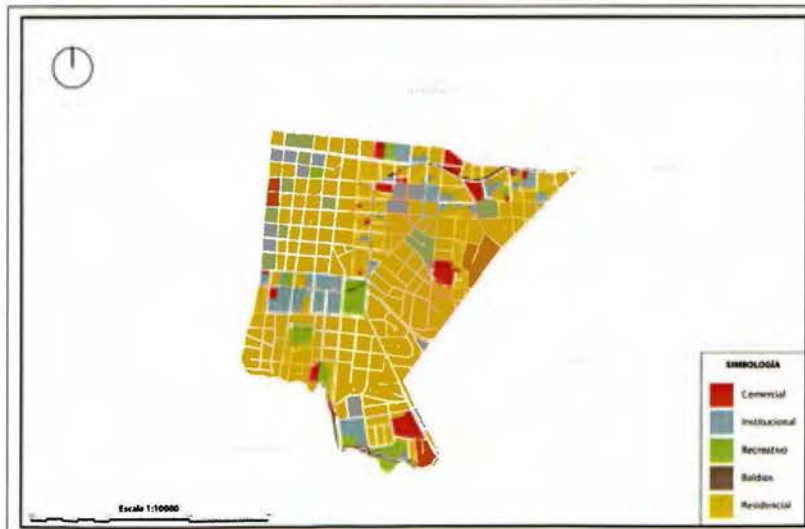 SIMBOLOGÍA
Comercial
Institucional
Recreativo
Baldíos
Residencial
Escala 1:10000